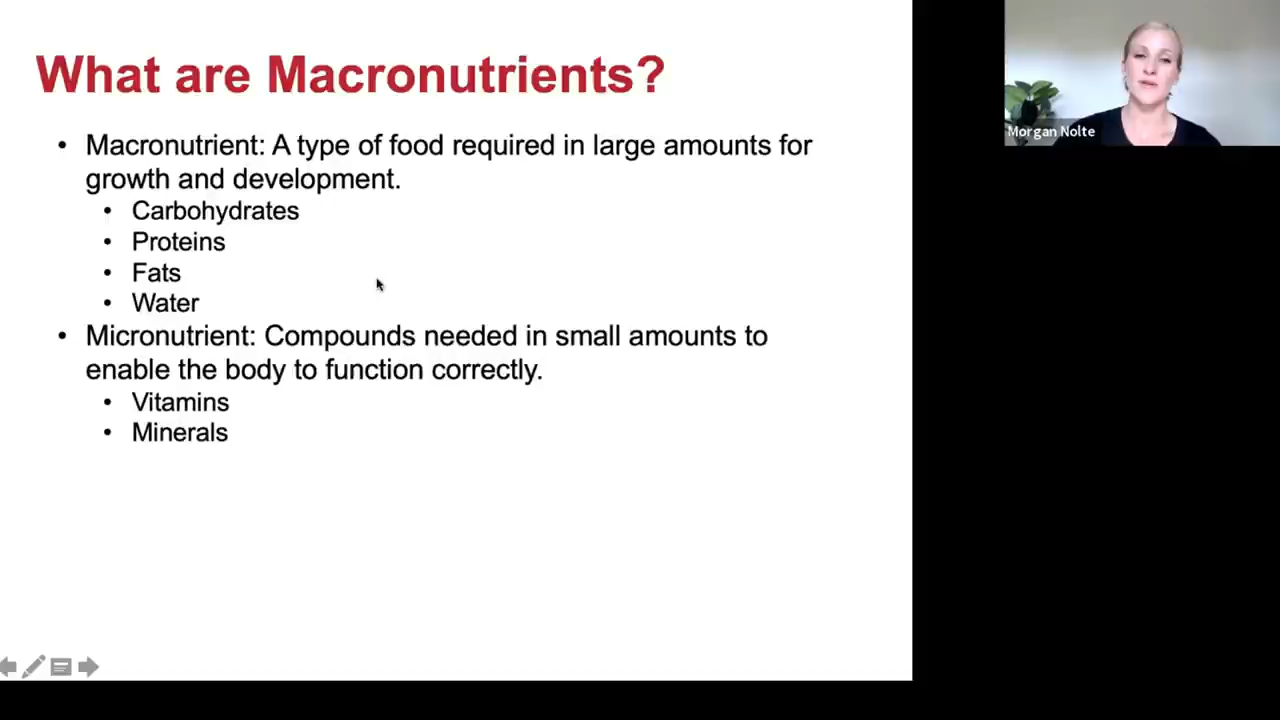 What are Macronutrients?
• Macronutrient: A type of food required in large amounts for
growth and development.
• Carbohydrates
• Proteins
• Fats
• Water
• Micronutrient: Compounds needed in small amounts to
enable the body to function correctly.
• Vitamins
• Minerals
Morgan Nolte